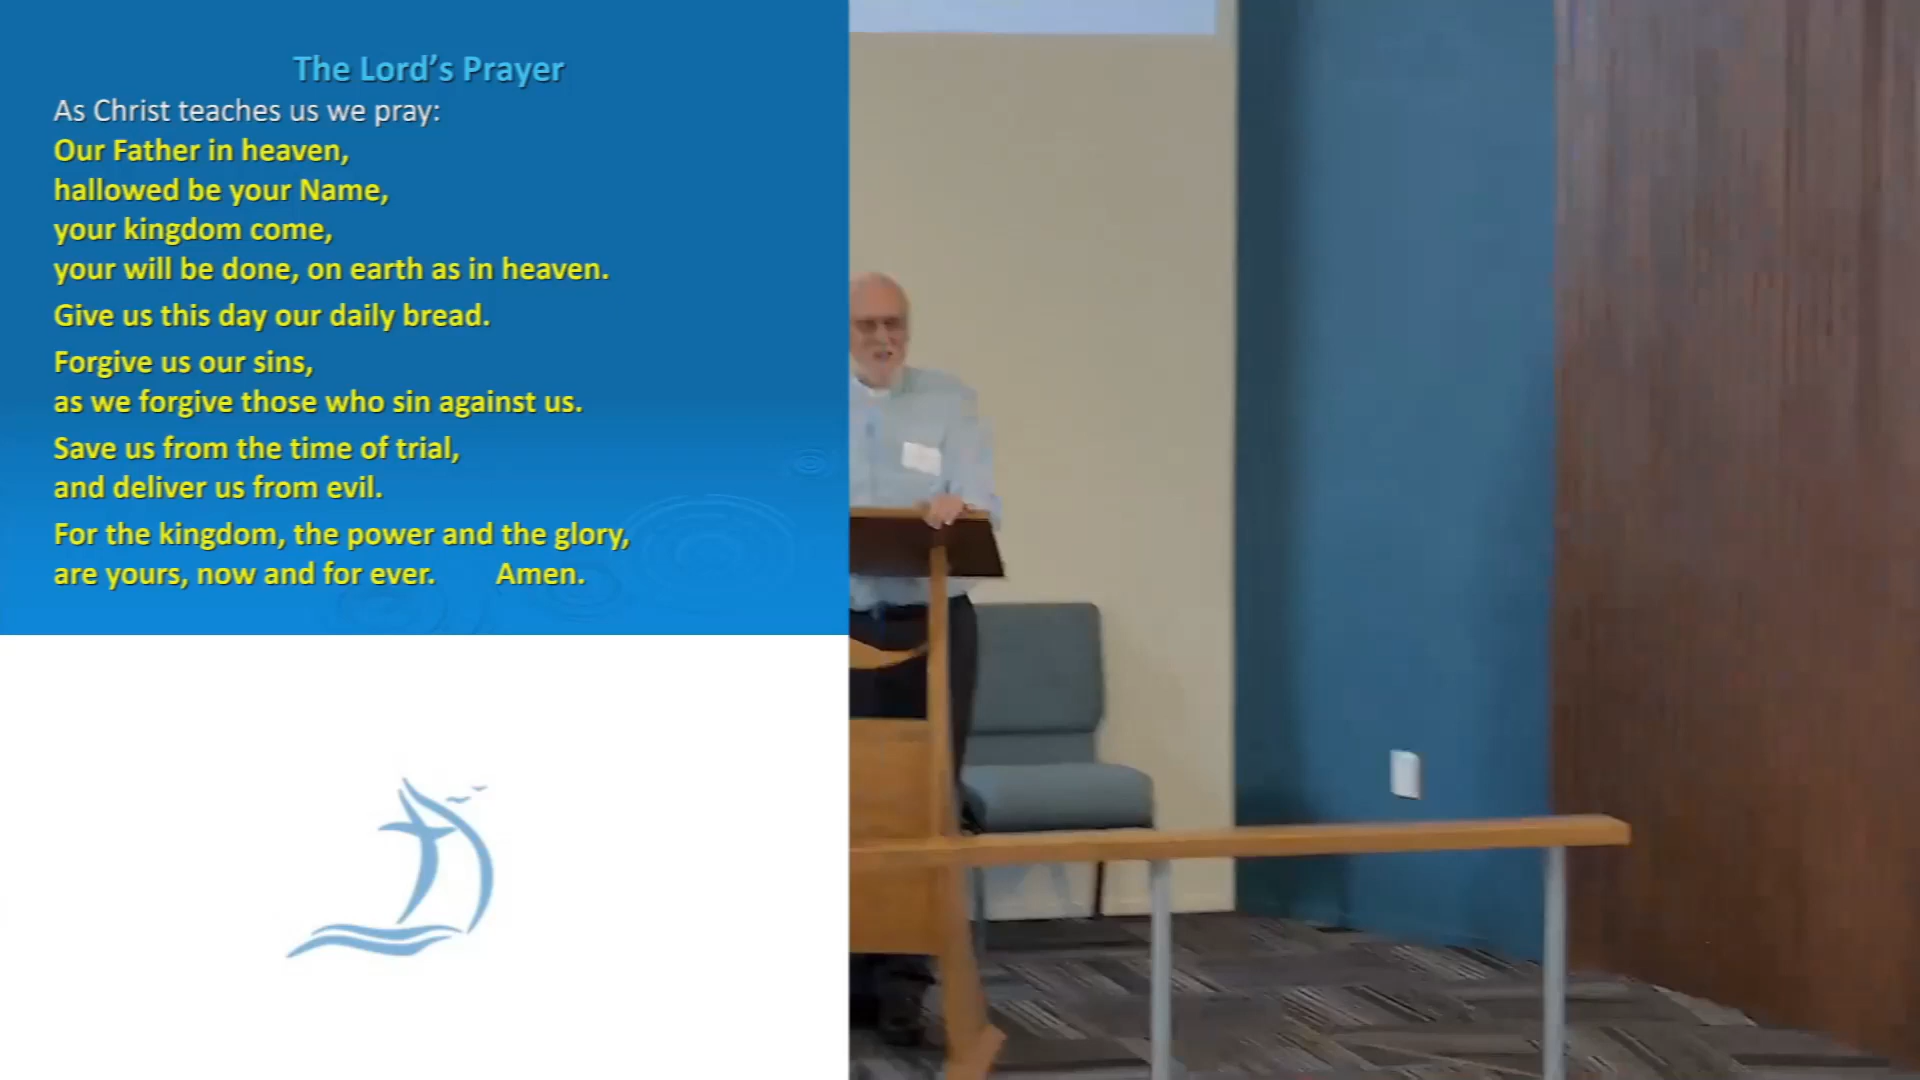 The Lord’s Prayer
As Christ teaches us we pray:
Our Father in heaven,
hallowed be your Name,
your kingdom come,
your will be done, on earth as in heaven.
Give us this day our daily bread.
Forgive us our sins,
as we forgive those who sin against us.
Save us from the time of trial,
and deliver us from evil.
For the kingdom, the power and the glory,
are yours, now and for ever. Amen.